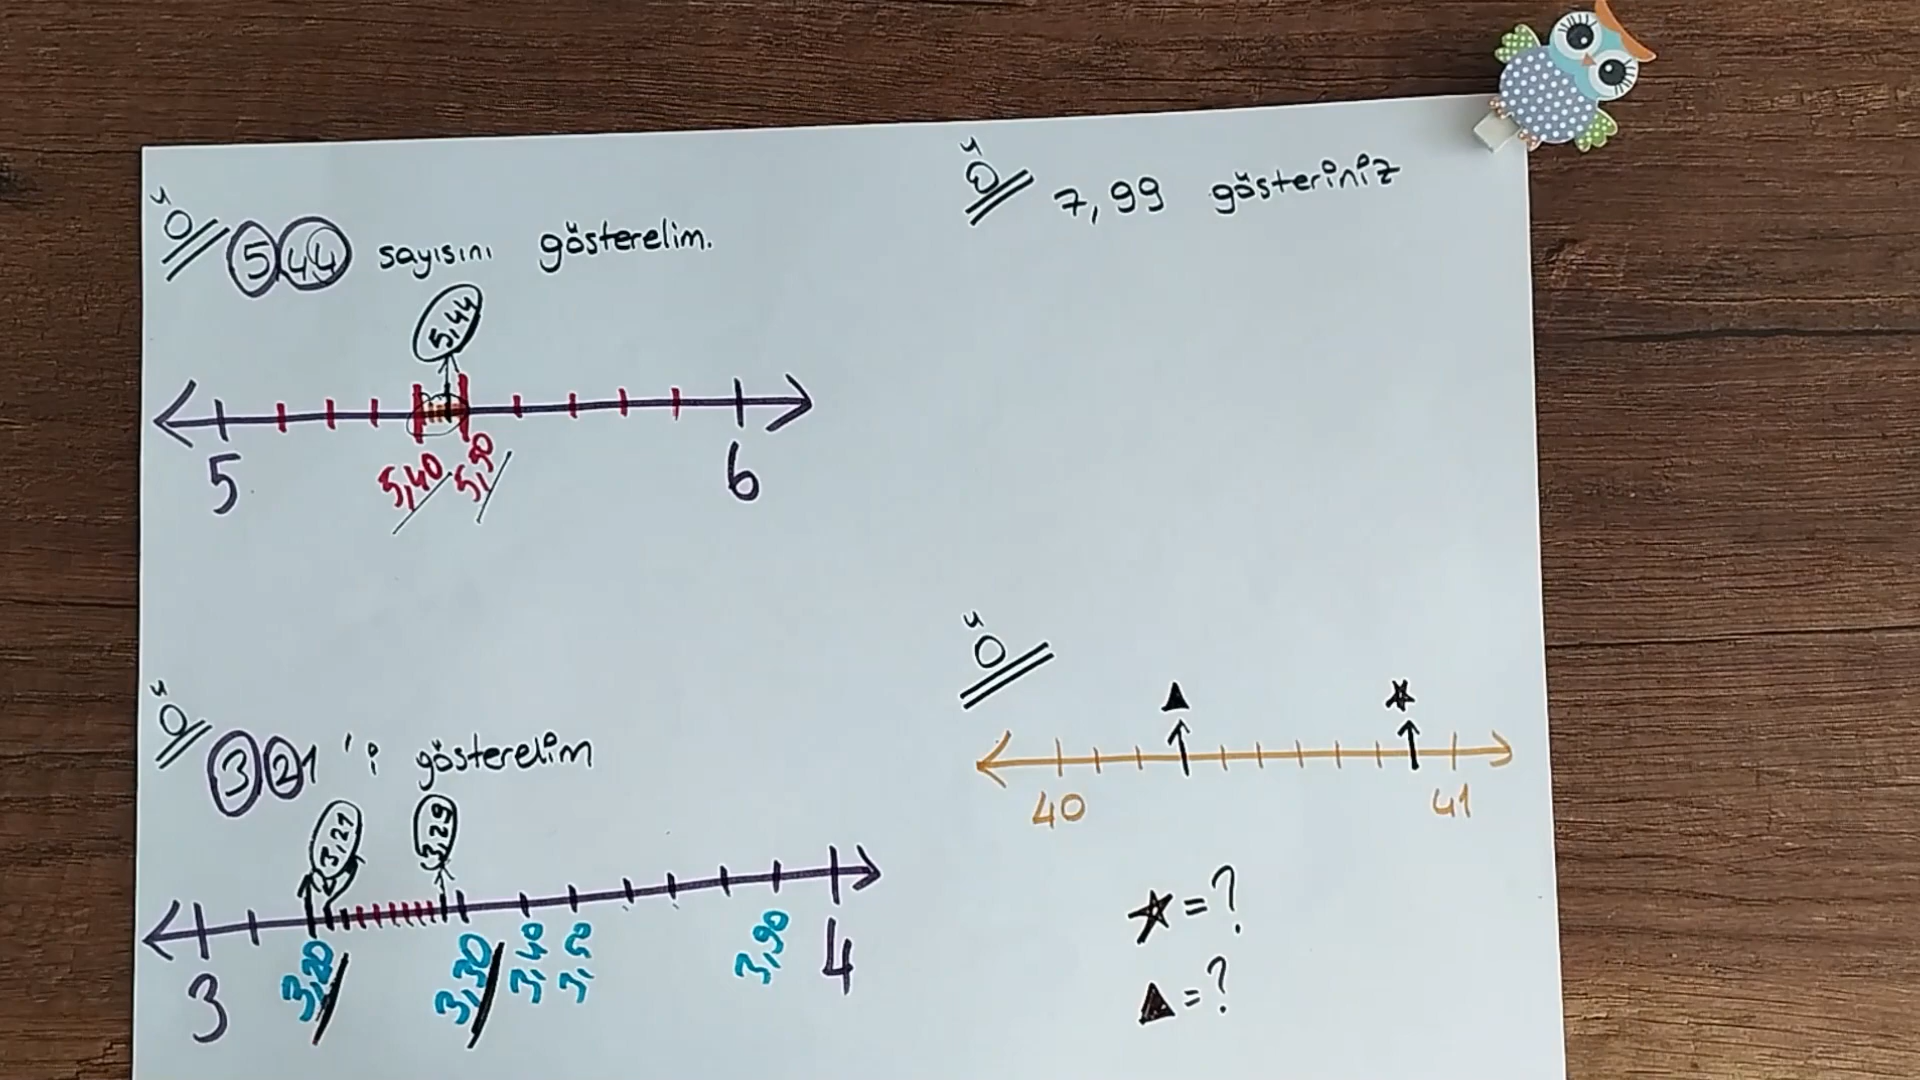 Ö// 5,44 sayısını gösterelim.
5,44
5,40 5,50
5 6
Ö// 3,21 'i gösterelim
3,21 3,29
3,20 3,30 3,40 3,50 3,90
3 4
Ö// 7,99 gösteriniz
Ö//
▲ ★
40 41
★=?
▲=?